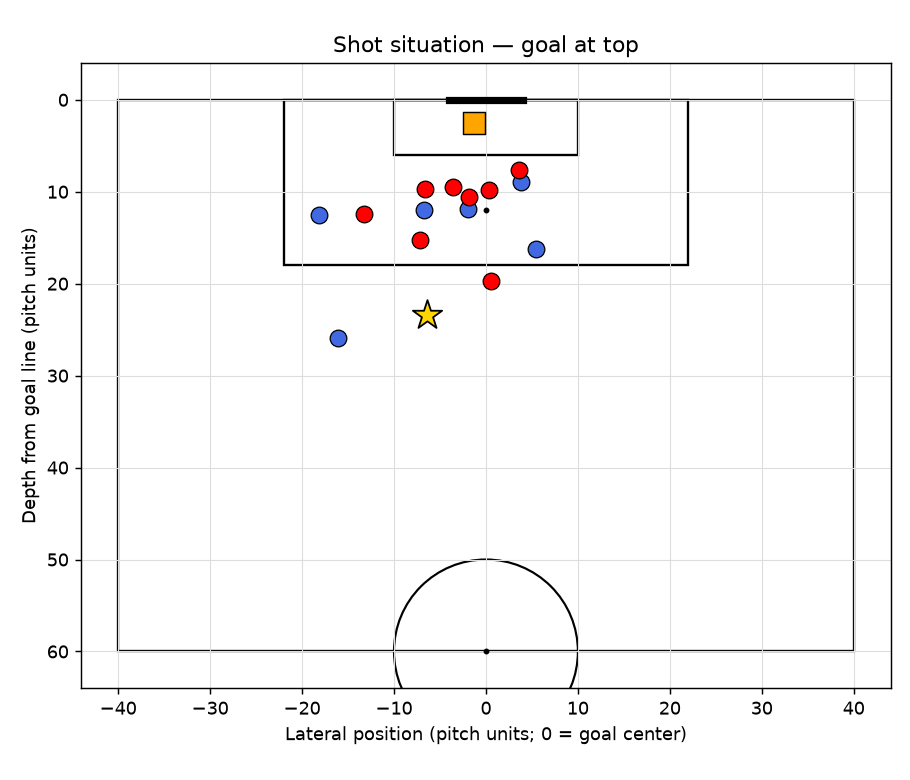 Shot situation — goal at top
0
10
20
30
40
50
60
Depth from goal line (pitch units)
−40 −30 −20 −10 0 10 20 30 40
Lateral position (pitch units; 0 = goal center)